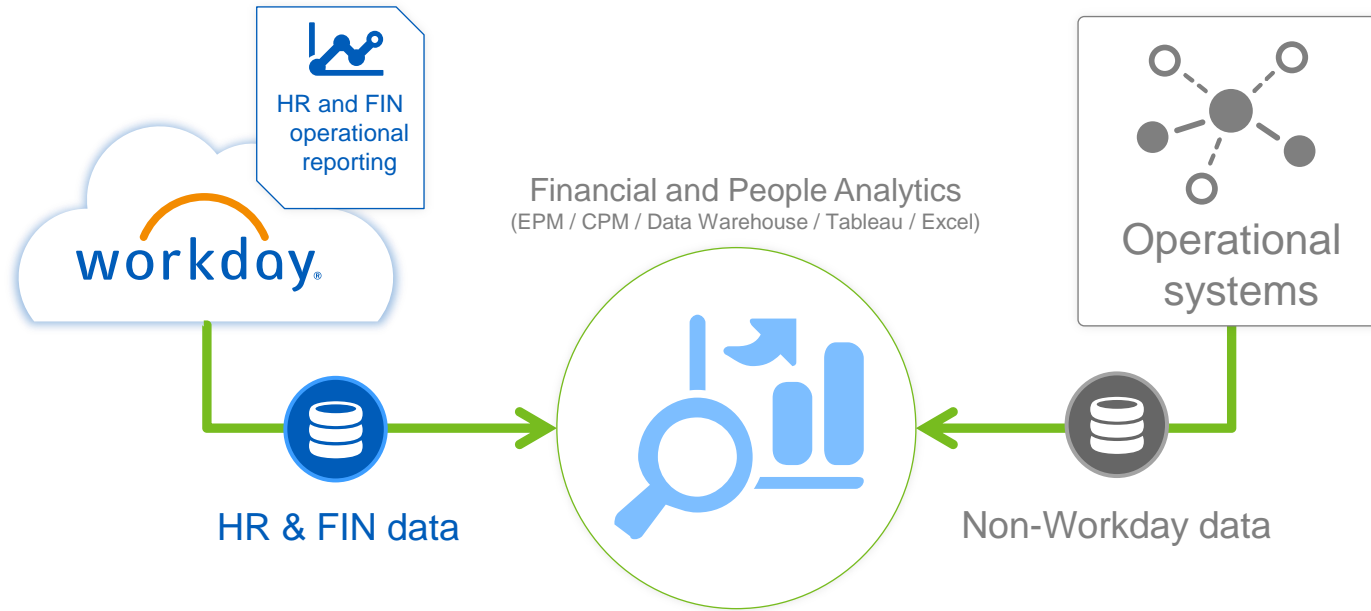 HR and FIN
operational
reporting
workday®
Financial and People Analytics
(EPM / CPM / Data Warehouse / Tableau / Excel)
Operational
systems
HR & FIN data
Non-Workday data